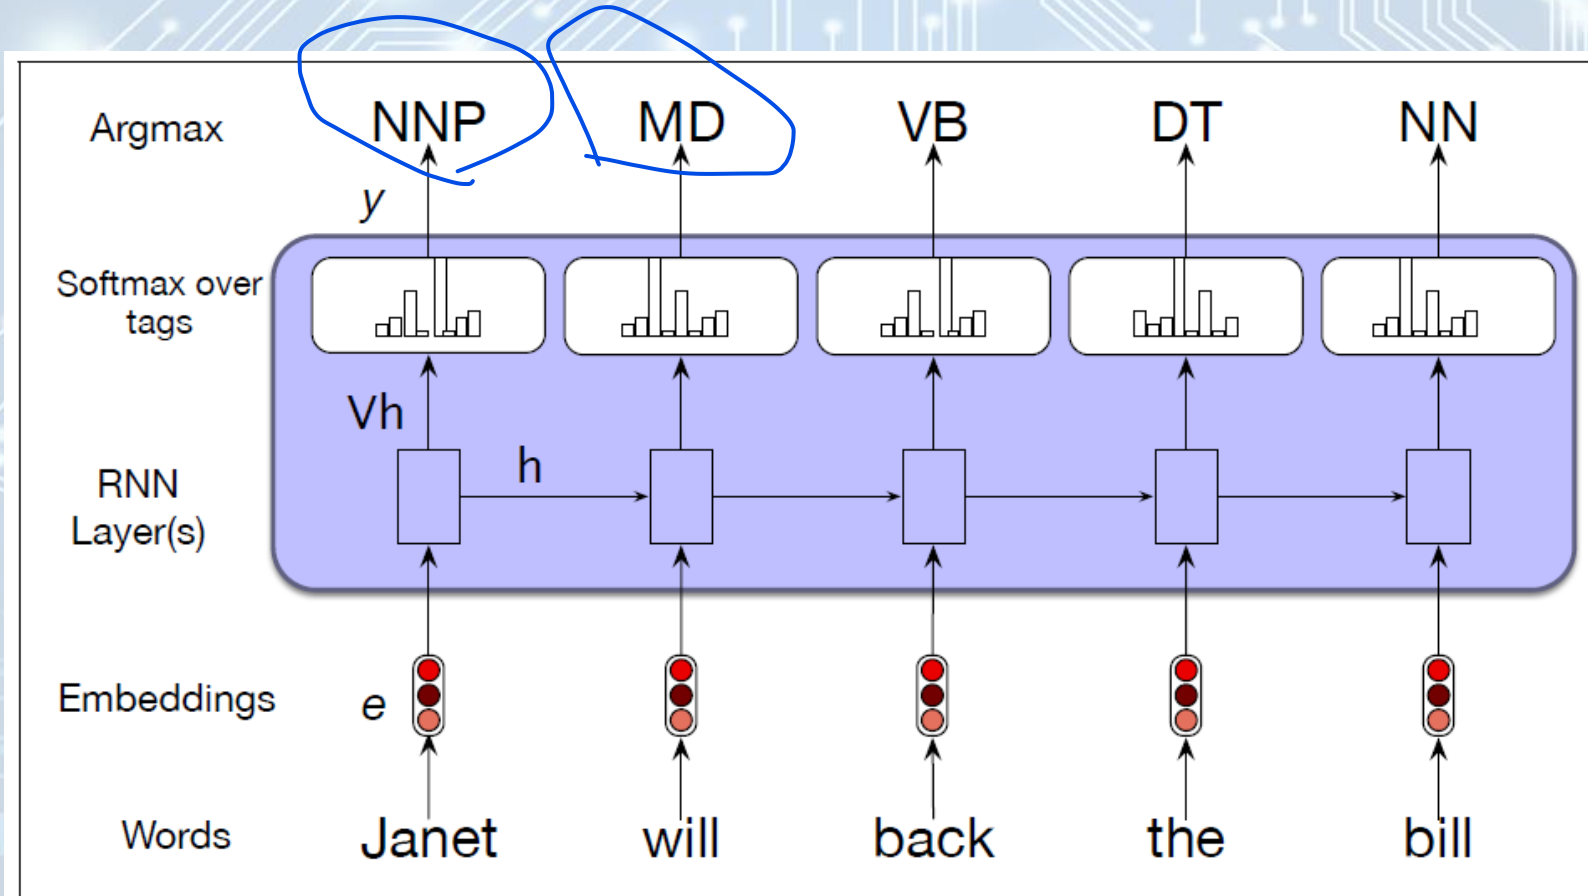 Argmax NNP MD VB DT NN
y
Softmax over
tags
Vh
h
RNN
Layer(s)
Embeddings e
Words Janet will back the bill